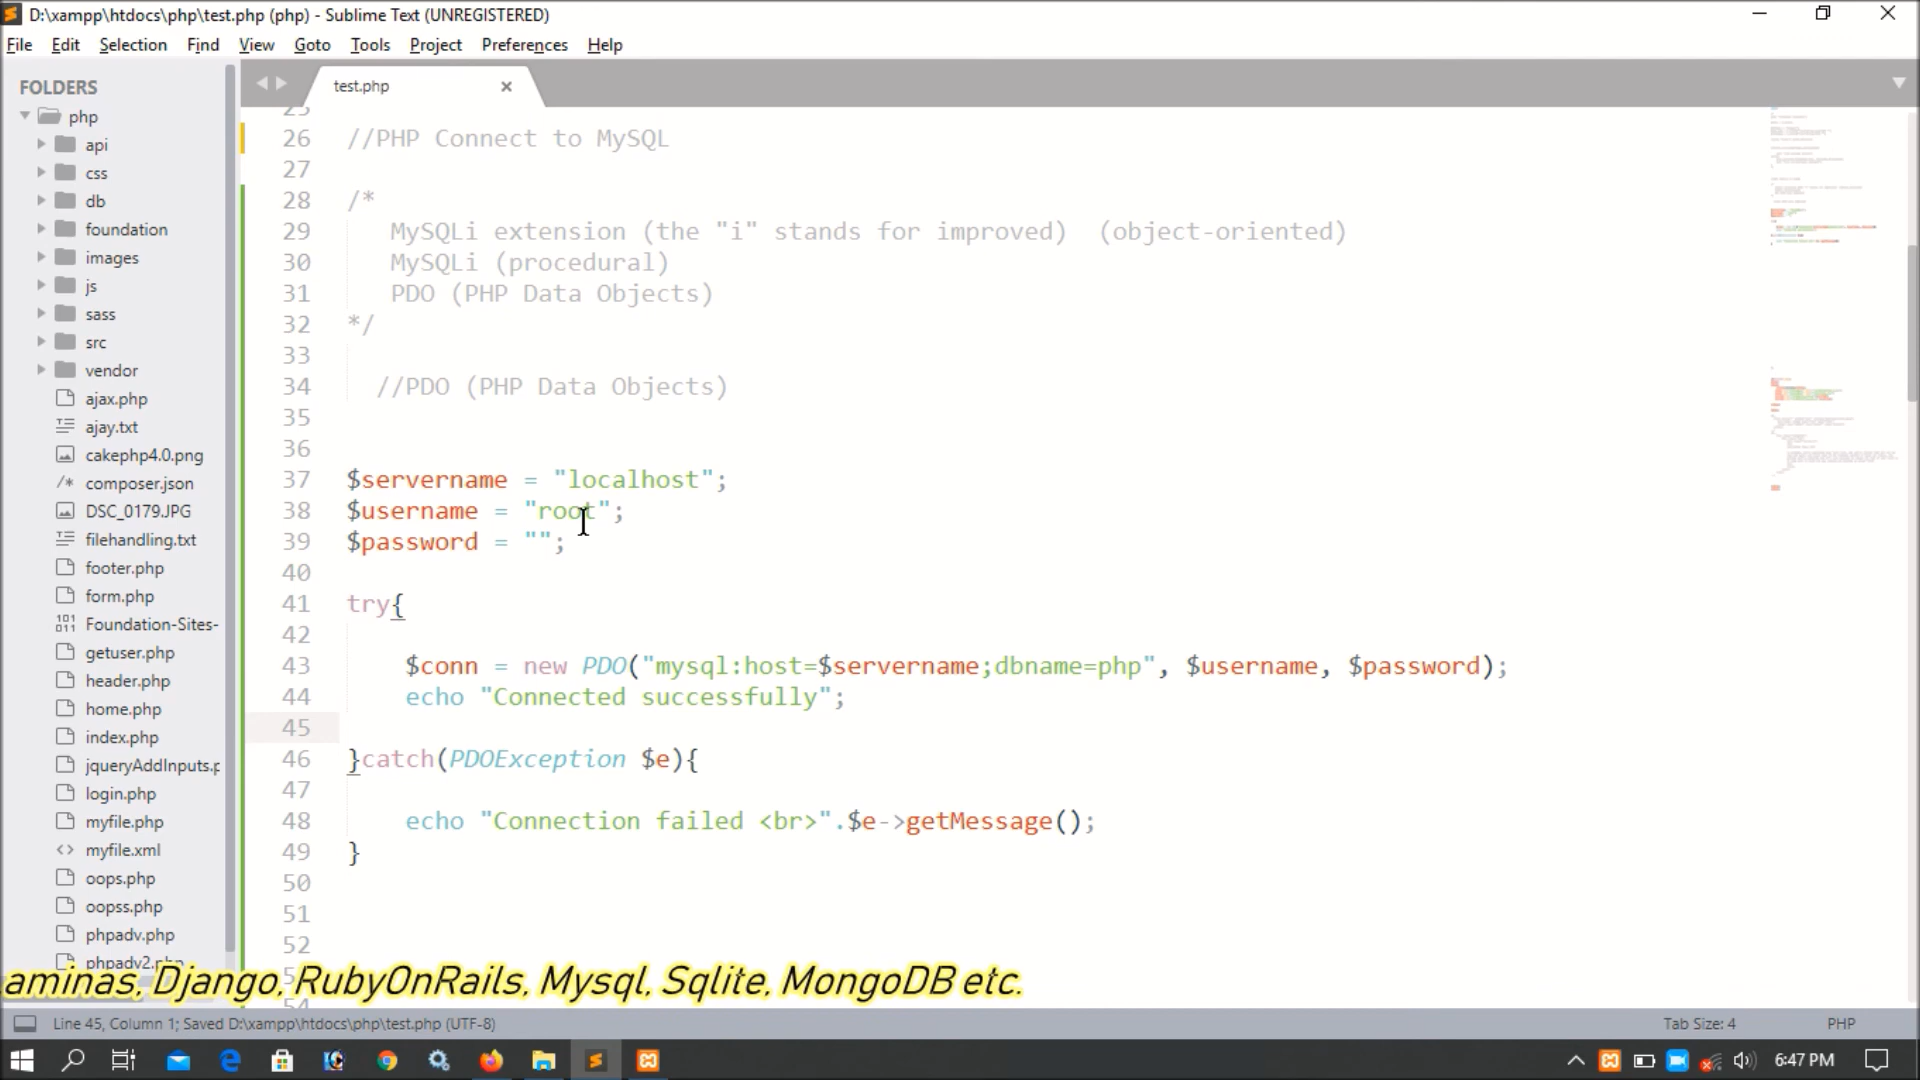 D:\xampp\htdocs\php\test.php (php) - Sublime Text (UNREGISTERED)
File Edit Selection Find View Goto Tools Project Preferences Help
FOLDERS
php
api
css
db
foundation
images
js
sass
src
vendor
ajax.php
ajay.txt
cakephp4.0.png
composer.json
DSC_0179.JPG
filehandling.txt
footer.php
form.php
Foundation-Sites-
getuser.php
header.php
home.php
index.php
jqueryAddInputs.p
login.php
myfile.php
myfile.xml
oops.php
oopss.php
phpadv.php
phpadv2.php
test.php
25
26 //PHP Connect to MySQL
27
28 /*
29 MySQLi extension (the "i" stands for improved)  (object-oriented)
30 MySQLi (procedural)
31 PDO (PHP Data Objects)
32 */
33
34 //PDO (PHP Data Objects)
35
36
37 $servername = "localhost";
38 $username = "root";
39 $password = "";
40
41 try{
42
43 $conn = new PDO("mysql:host=$servername;dbname=php", $username, $password);
44 echo "Connected successfully";
45
46 }catch(PDOException $e){
47
48 echo "Connection failed <br>".$e->getMessage();
49 }
50
51
52
54
aminas, Django, RubyOnRails, Mysql, Sqlite, MongoDB etc.
Line 45, Column 1; Saved D:\xampp\htdocs\php\test.php (UTF-8)
Tab Size: 4
PHP
6:47 PM